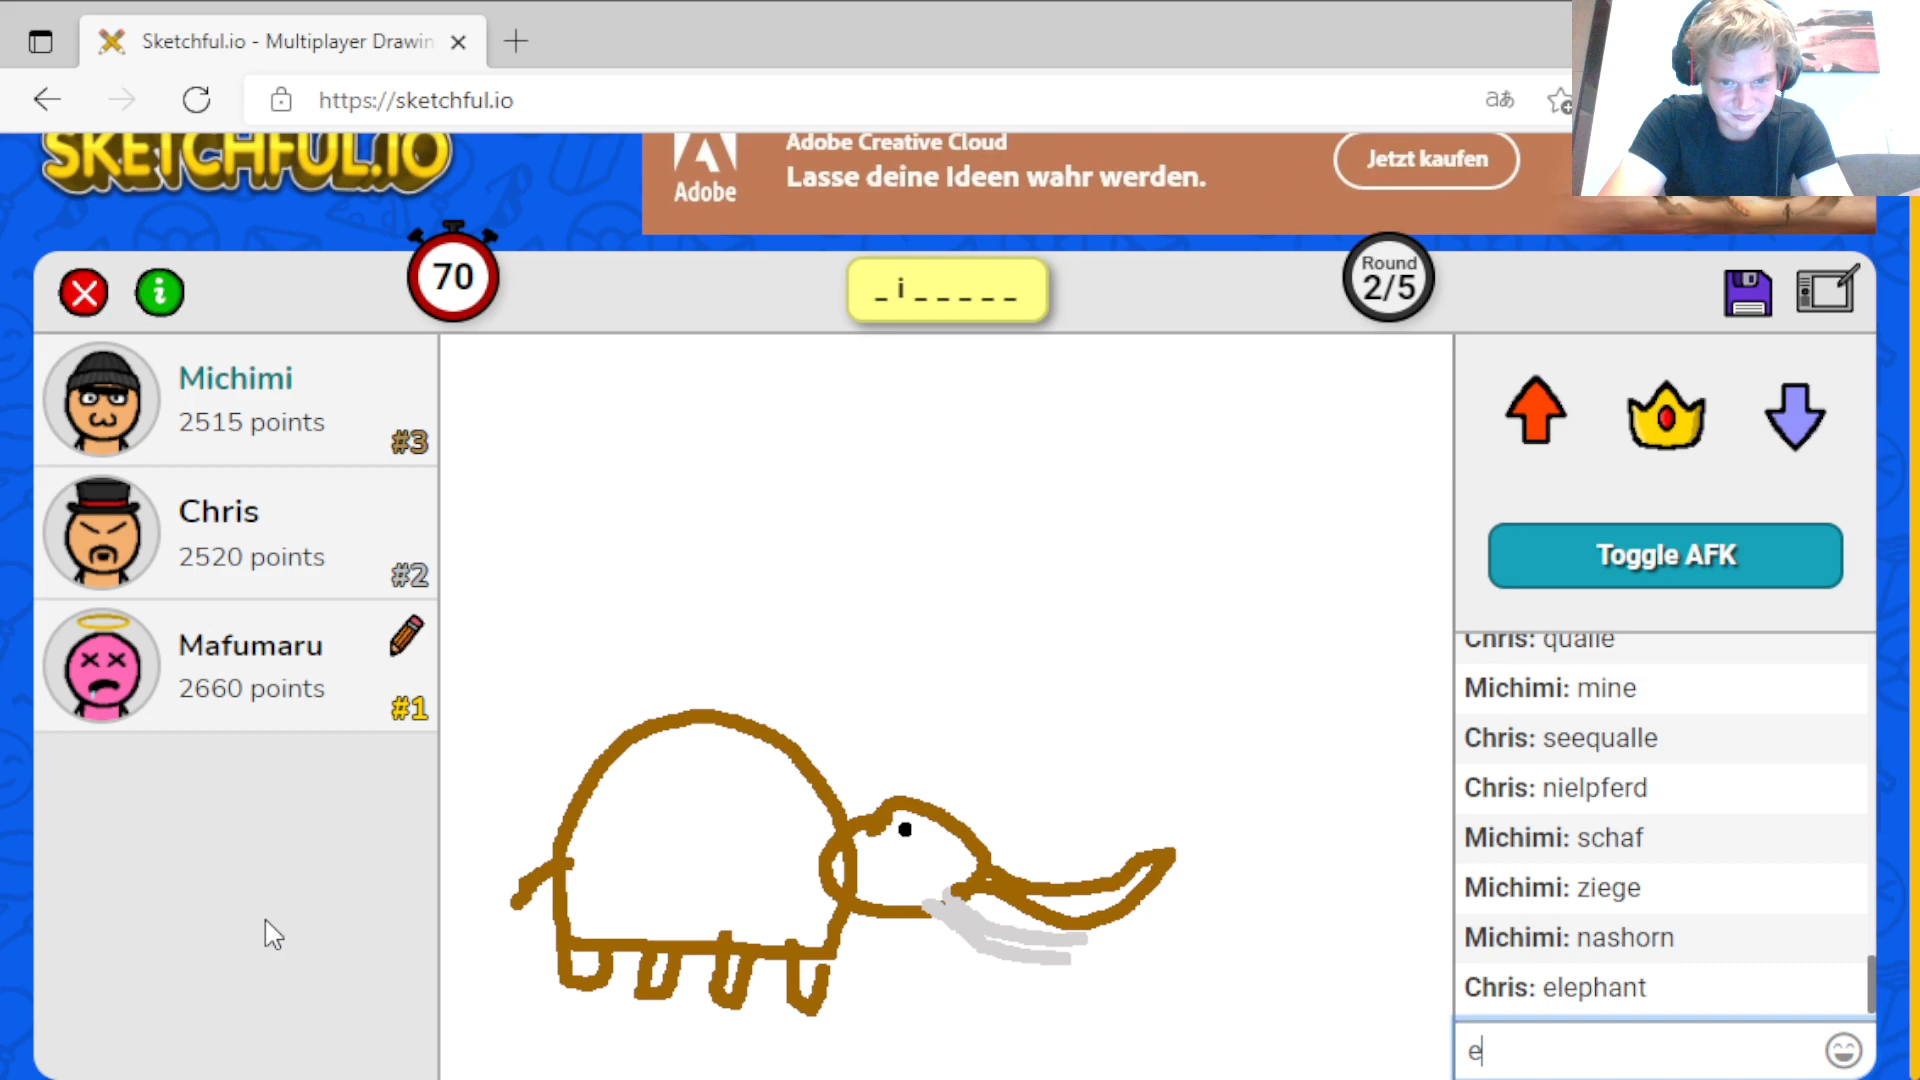 Sketchful.io - Multiplayer Drawin
https://sketchful.io
aあ
SKETCHFUL.IO
Adobe
Adobe Creative Cloud
Lasse deine Ideen wahr werden.
Jetzt kaufen
70
_ i _ _ _ _ _
Round
2/5
Michimi
2515 points
#3
Chris
2520 points
#2
Mafumaru
2660 points
#1
Toggle AFK
Chris: qualle
Michimi: mine
Chris: seequalle
Chris: nielpferd
Michimi: schaf
Michimi: ziege
Michimi: nashorn
Chris: elephant
e